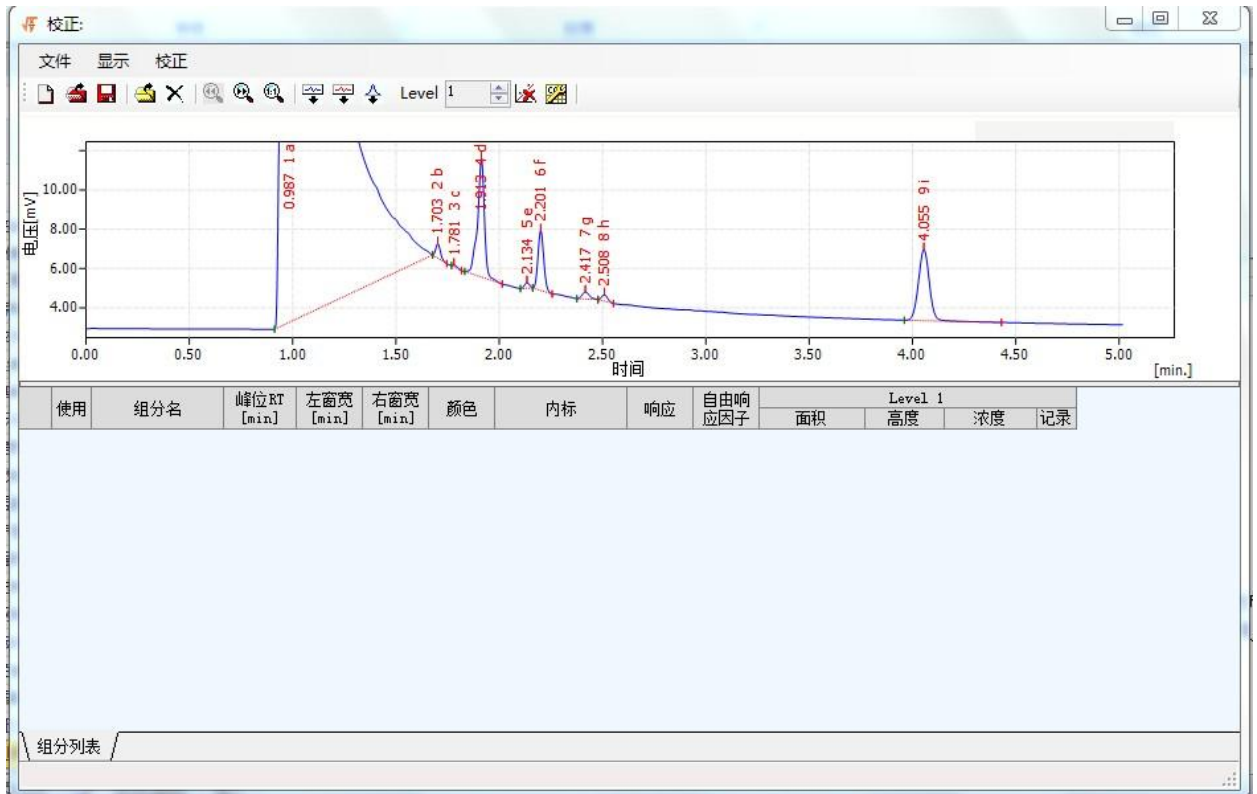 校正:
文件 显示 校正
Level 1
电压[mV]
10.00
8.00
6.00
4.00
0.987 1 a
1.703 2 b
1.781 3 c
1.913 4 d
2.134 5 e
2.201 6 f
2.417 7 g
2.508 8 h
4.055 9 i
0.00 0.50 1.00 1.50 2.00 2.50 3.00 3.50 4.00 4.50 5.00
时间
[min.]
使用 组分名 峰位RT [min] 左窗宽 [min] 右窗宽 [min] 颜色 内标 响应 自由响应因子 Level 1
面积 高度 浓度 记录
组分列表